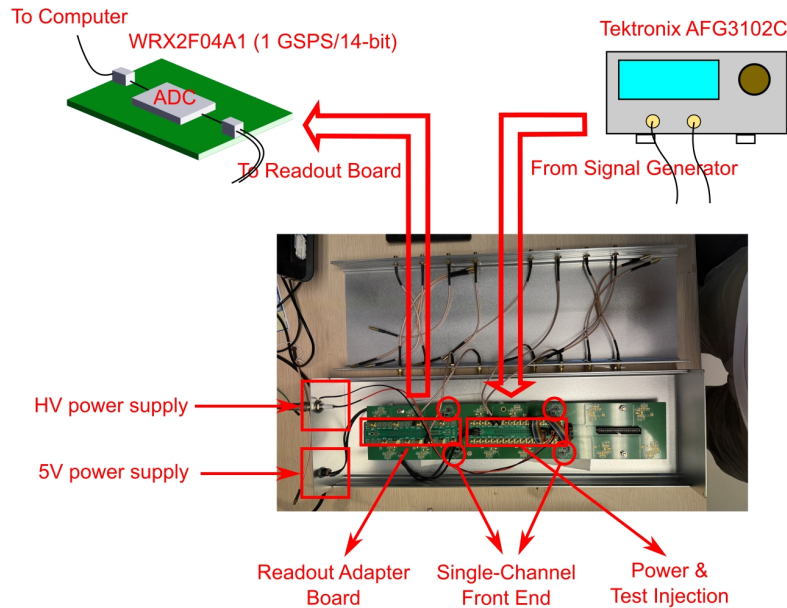 To Computer
WRX2F04A1 (1 GSPS/14-bit)
Tektronix AFG3102C
ADC
To Readout Board
From Signal Generator
HV power supply
5V power supply
Readout Adapter
Board
Single-Channel
Front End
Power &
Test Injection